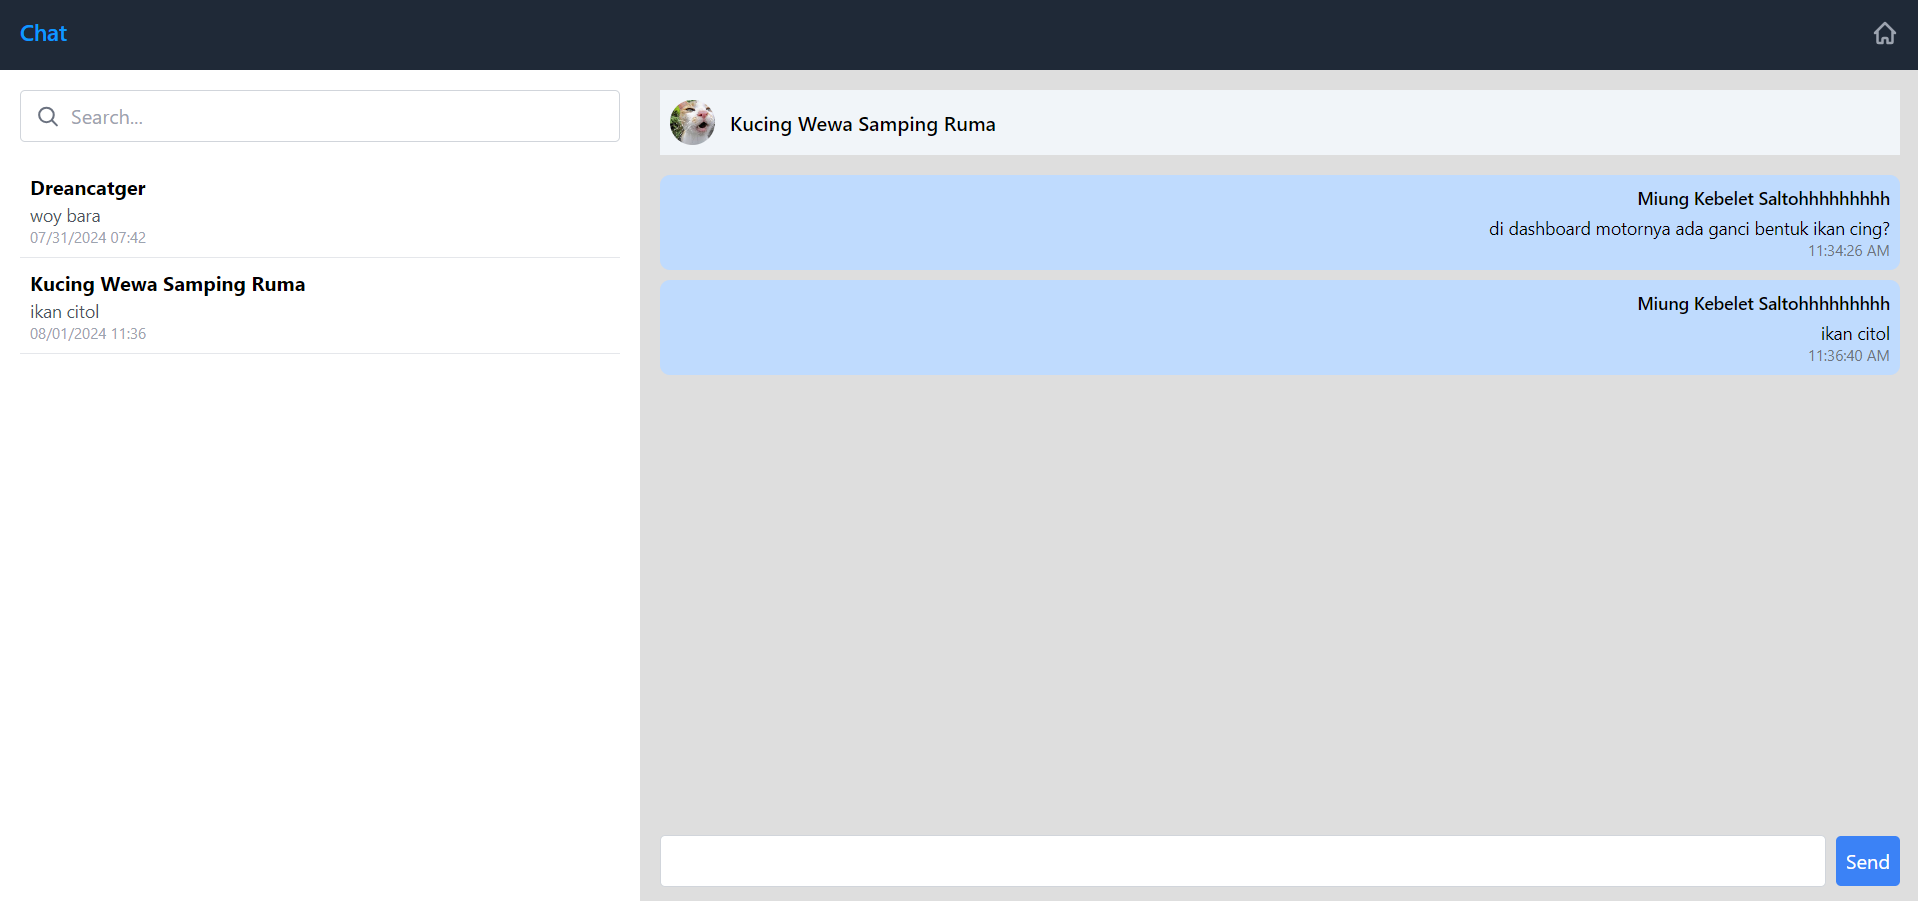 Chat
Search...
Dreancatger
woy bara
07/31/2024 07:42
Kucing Wewa Samping Ruma
ikan citol
08/01/2024 11:36
Kucing Wewa Samping Ruma
Miung Kebelet Saltohhhhhhhhh
di dashboard motornya ada ganci bentuk ikan cing?
11:34:26 AM
Miung Kebelet Saltohhhhhhhhh
ikan citol
11:36:40 AM
Send